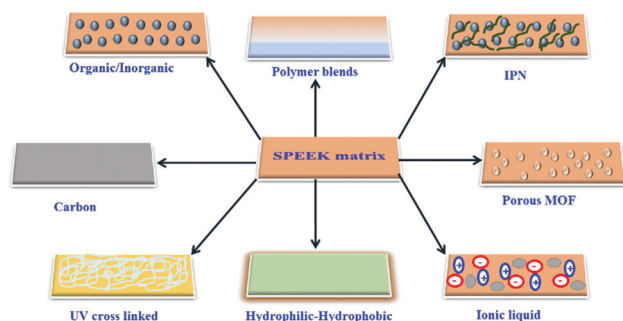 Organic/Inorganic
Polymer blends
IPN
SPEEK matrix
Carbon
Porous MOF
UV cross linked
Hydrophilic-Hydrophobic
Ionic liquid